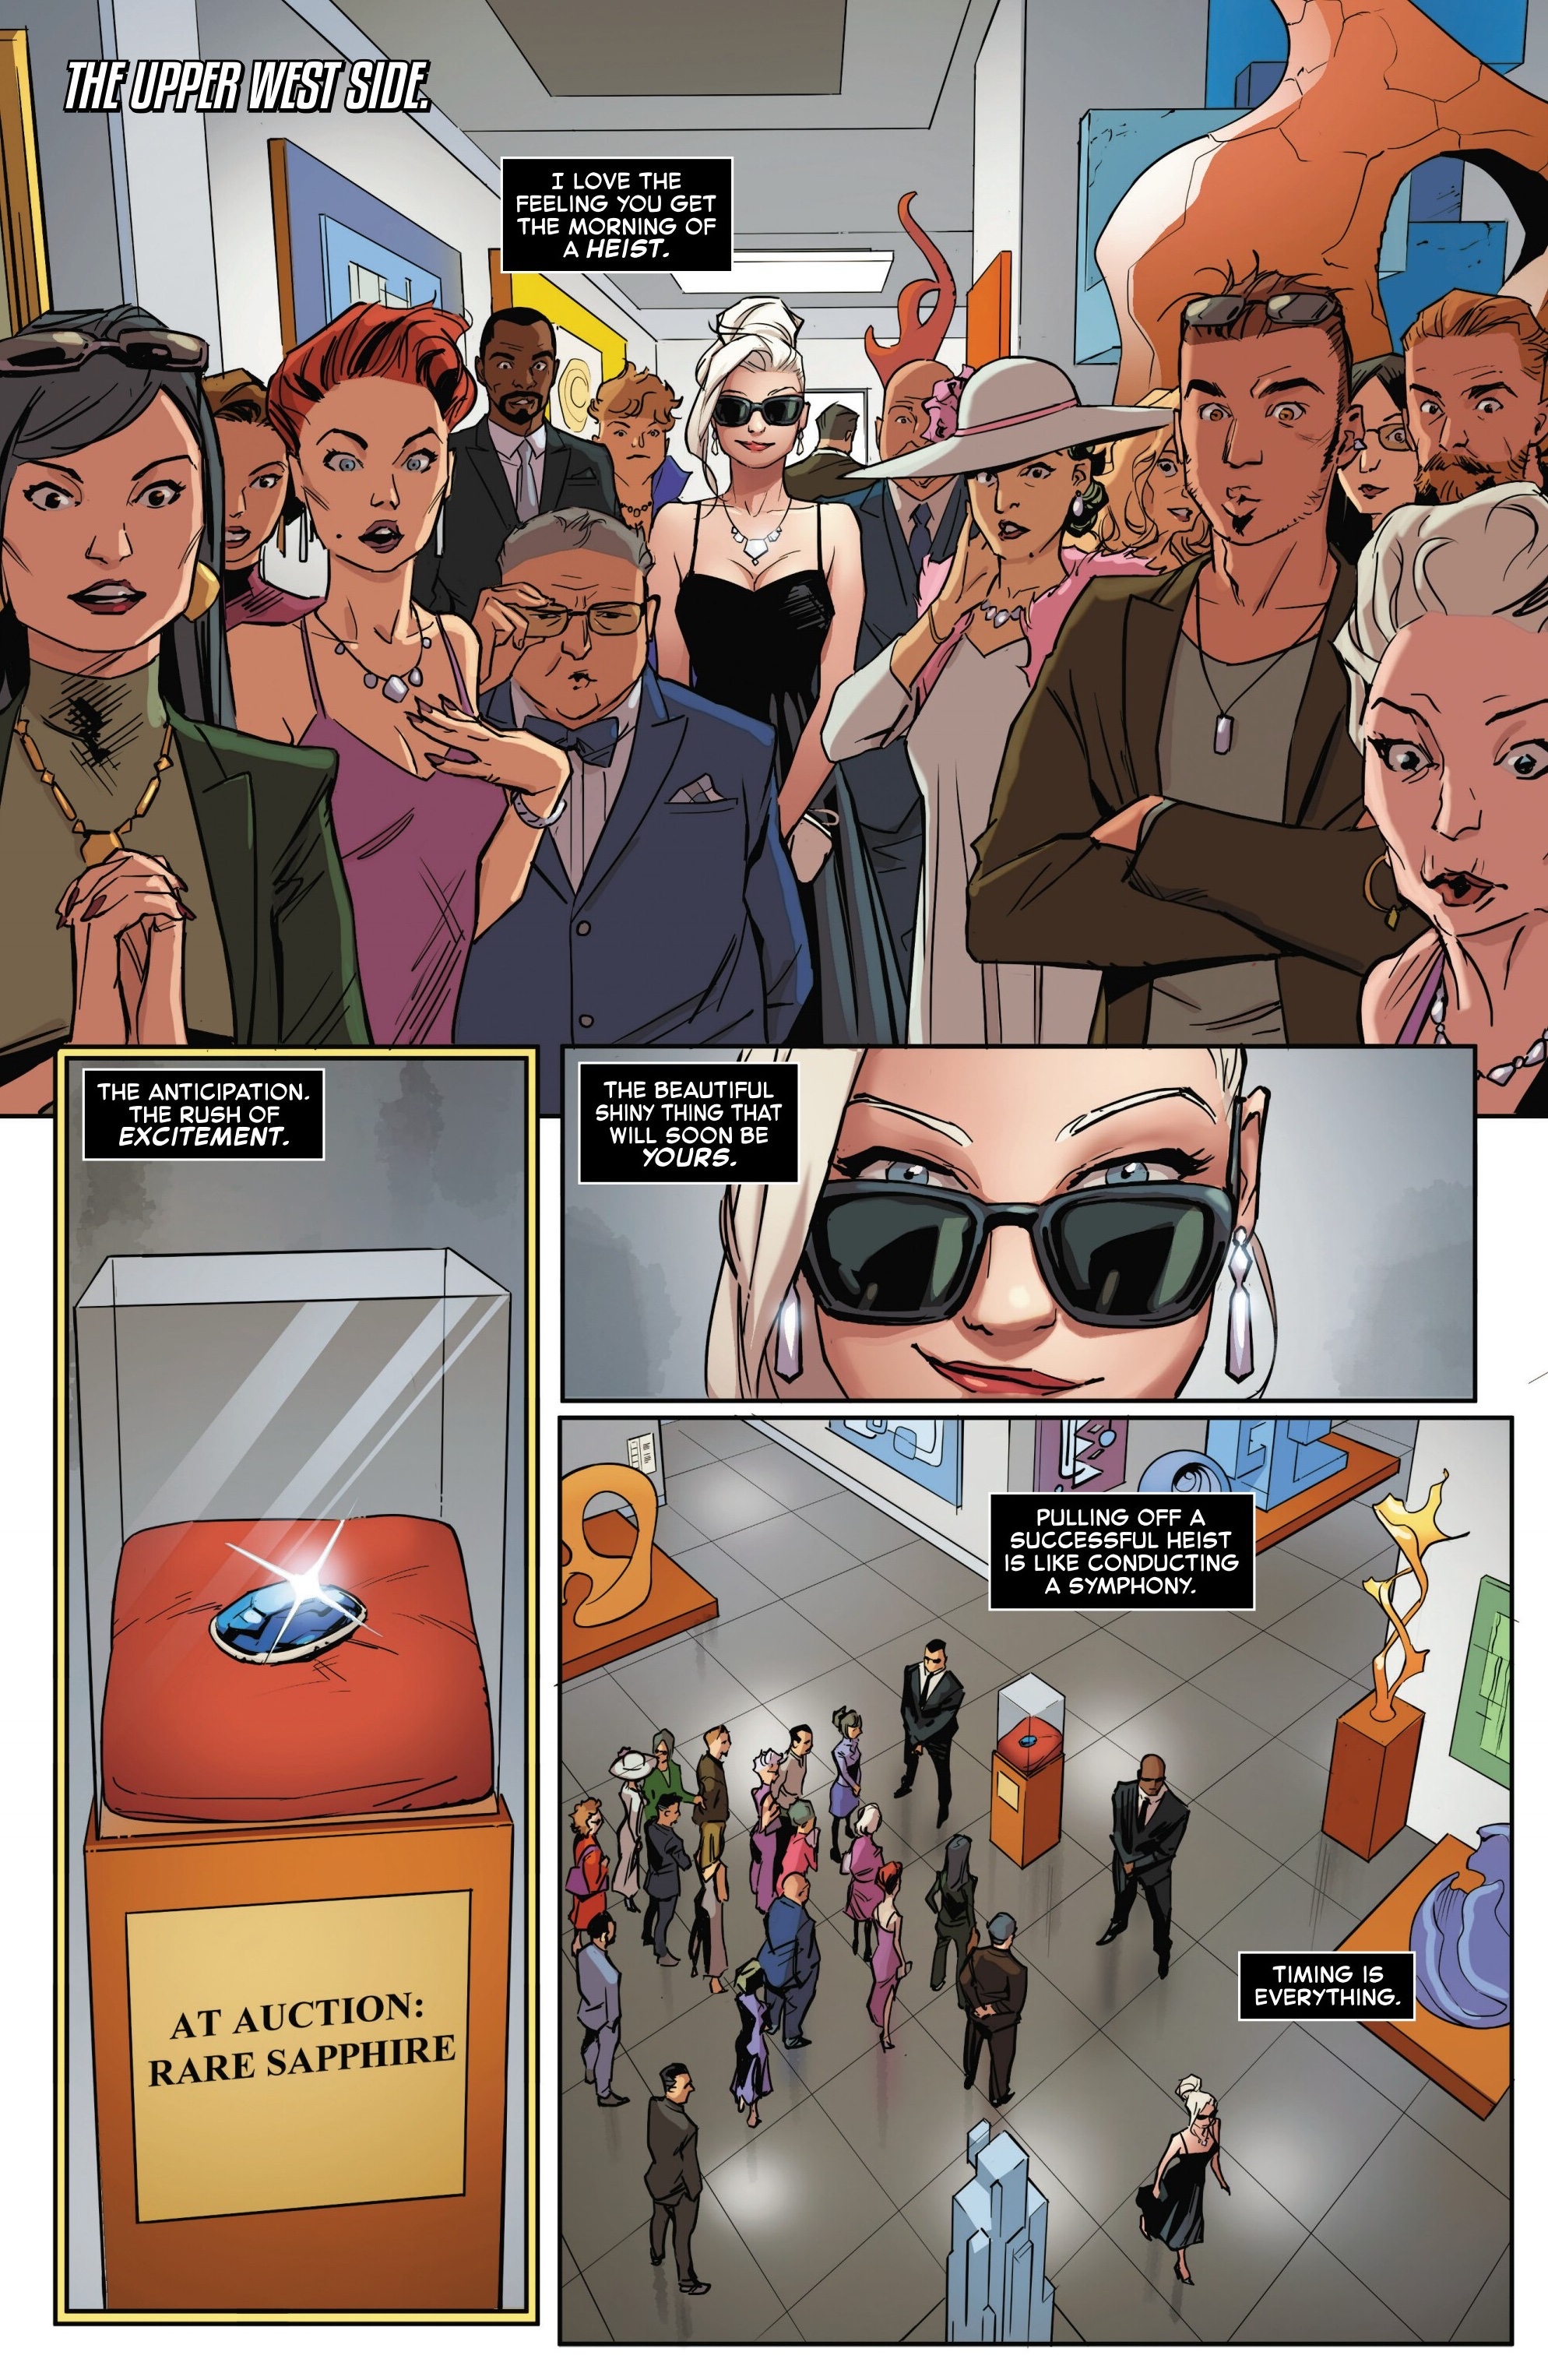 THE UPPER WEST SIDE.
I LOVE THE
FEELING YOU GET
THE MORNING OF
A HEIST.
THE ANTICIPATION.
THE RUSH OF
EXCITEMENT.
THE BEAUTIFUL
SHINY THING THAT
WILL SOON BE
YOURS.
AT AUCTION:
RARE SAPPHIRE
PULLING OFF A
SUCCESSFUL HEIST
IS LIKE CONDUCTING
A SYMPHONY.
TIMING IS
EVERYTHING.